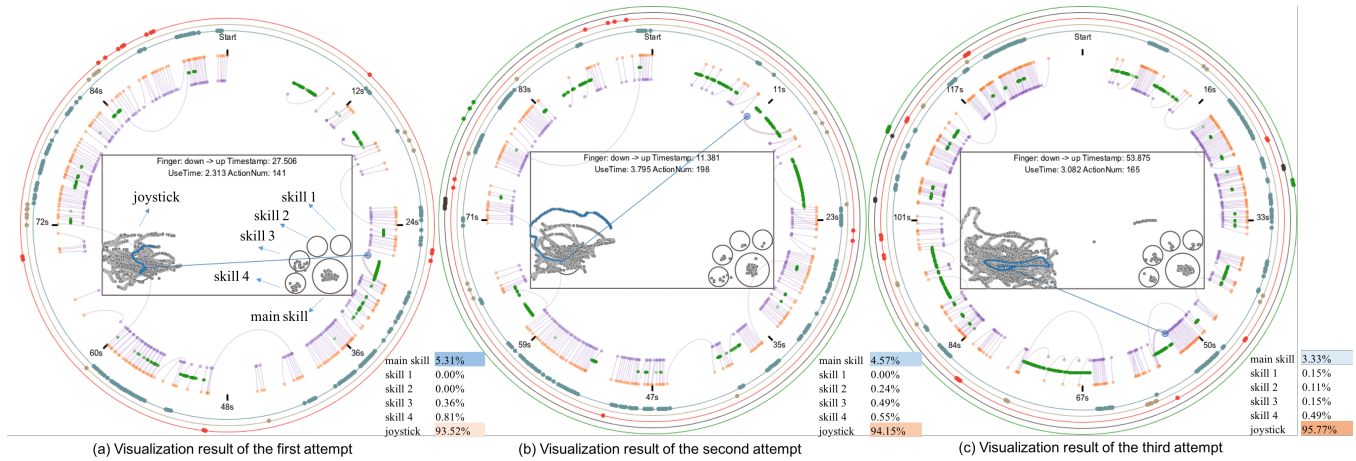 Start
12s
24s
36s
48s
60s
72s
84s
Finger: down -> up Timestamp: 27.506
UseTime: 2.313 ActionNum: 141
joystick
skill 1
skill 2
skill 3
skill 4
main skill
main skill 5.31%
skill 1 0.00%
skill 2 0.00%
skill 3 0.36%
skill 4 0.81%
joystick 93.52%
(a) Visualization result of the first attempt
Start
11s
23s
35s
47s
59s
71s
83s
Finger: down -> up Timestamp: 11.381
UseTime: 3.795 ActionNum: 198
main skill 4.57%
skill 1 0.00%
skill 2 0.24%
skill 3 0.49%
skill 4 0.55%
joystick 94.15%
(b) Visualization result of the second attempt
Start
16s
33s
50s
67s
84s
101s
117s
Finger: down -> up Timestamp: 53.875
UseTime: 3.082 ActionNum: 165
main skill 3.33%
skill 1 0.15%
skill 2 0.11%
skill 3 0.15%
skill 4 0.49%
joystick 95.77%
(c) Visualization result of the third attempt